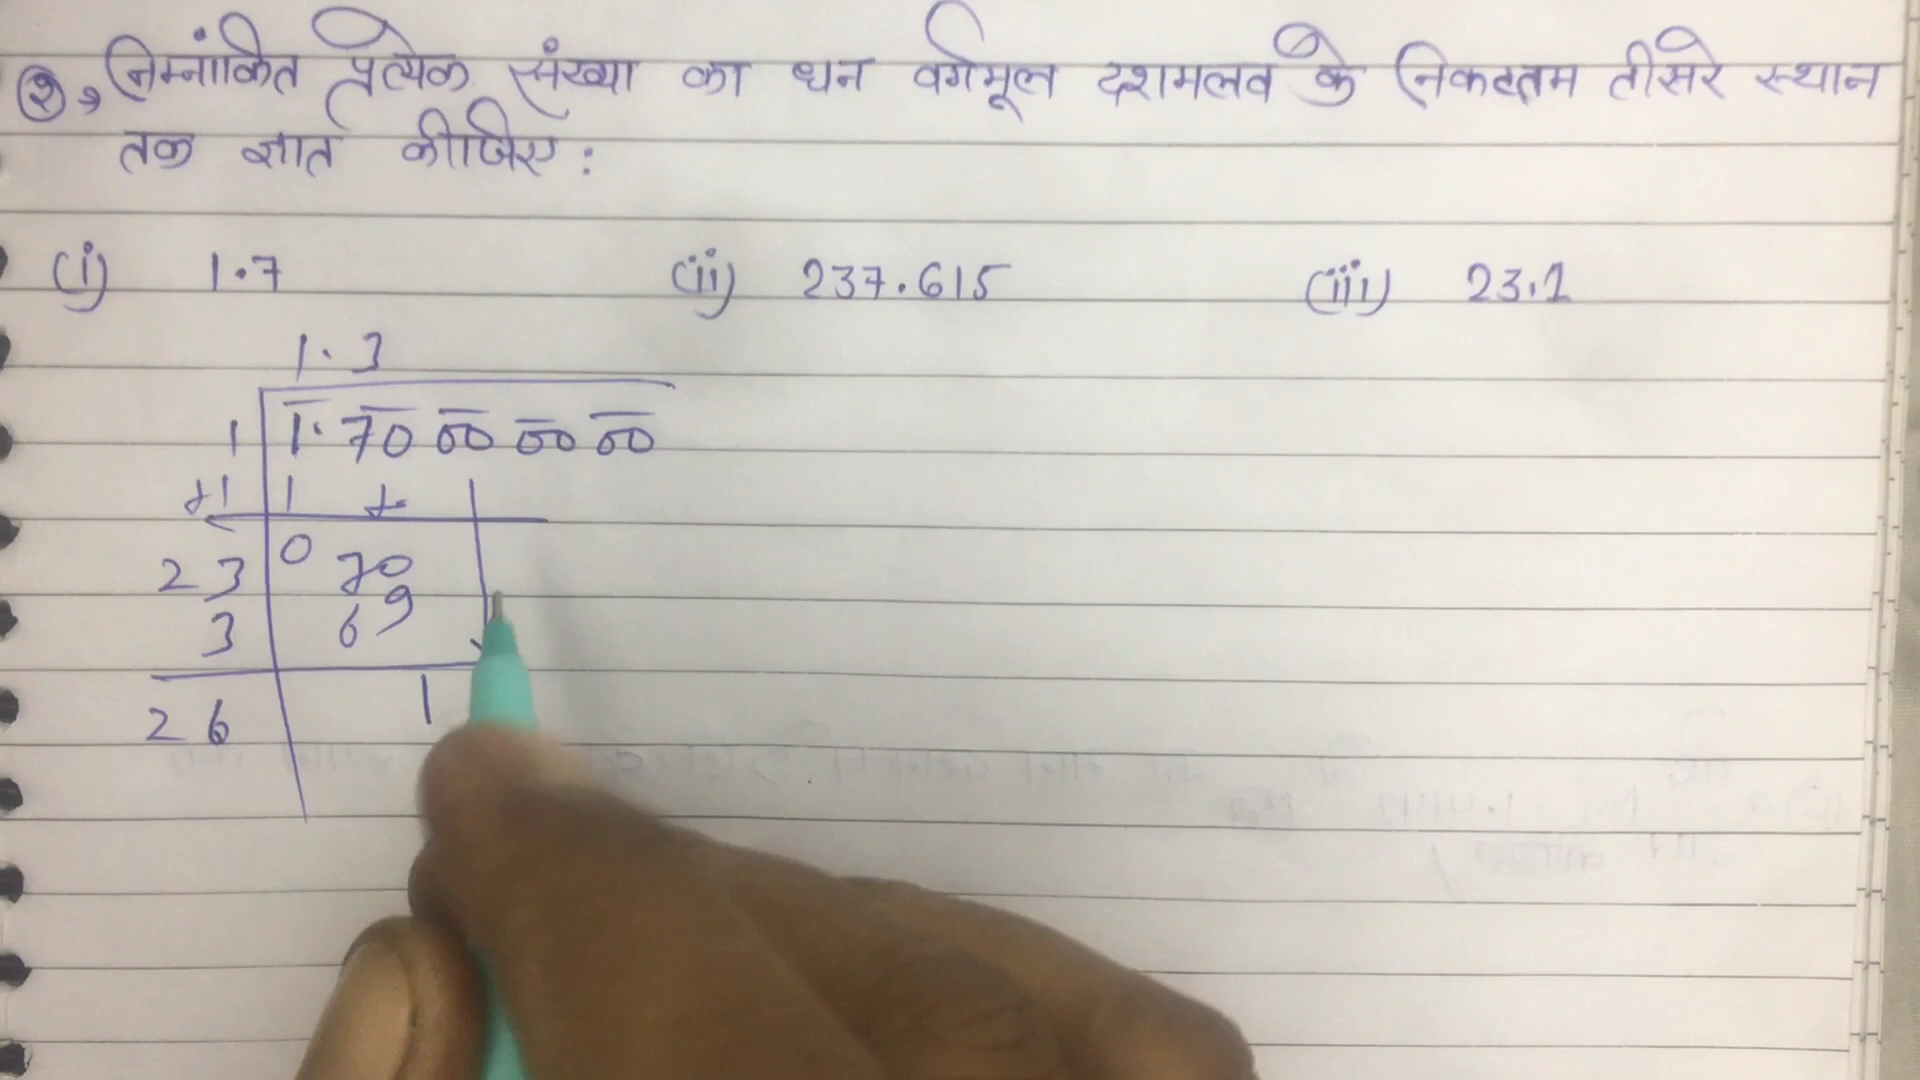 २, निम्नांकित प्रत्येक संख्या का धन वर्गमूल दशमलव के निकटतम तीसरे स्थान
तक ज्ञात कीजिए :
(i) 1.7 (ii) 237.615 (iii) 23.1
1.3
1 1.70 00 00 00
+1 1
23 0 70
3 69
26 1